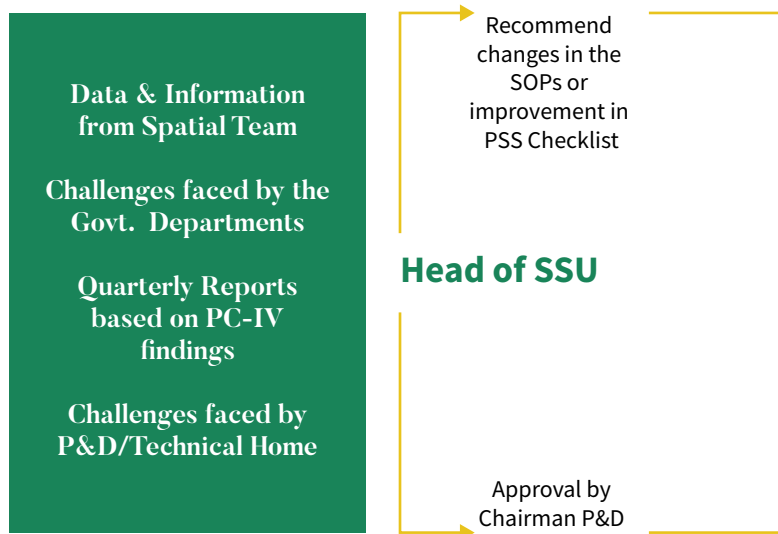 Data & Information
from Spatial Team
Challenges faced by the
Govt. Departments
Quarterly Reports
based on PC-IV
findings
Challenges faced by
P&D/Technical Home
Recommend
changes in the
SOPs or
improvement in
PSS Checklist
Head of SSU
Approval by
Chairman P&D